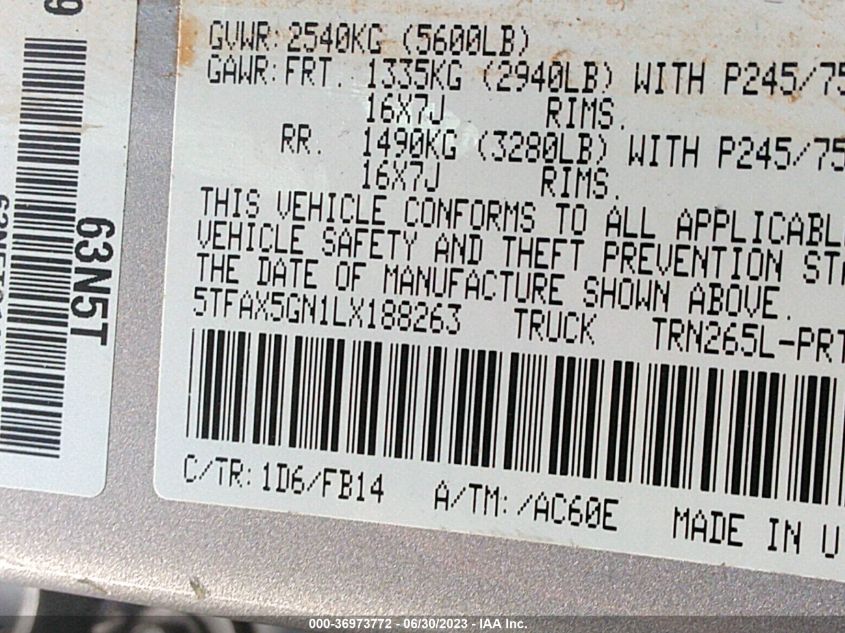 GVWR: 2540KG (5600LB)
GAWR: FRT. 1335KG (2940LB) WITH P245/75
16X7J RIMS.
RR. 1490KG (3280LB) WITH P245/75
16X7J RIMS.
THIS VEHICLE CONFORMS TO ALL APPLICABL
VEHICLE SAFETY AND THEFT PREVENTION STA
THE DATE OF MANUFACTURE SHOWN ABOVE.
5TFAX5GN1LX188263 TRUCK TRN265L-PRT
C/TR: 1D6/FB14 A/TM: /AC60E MADE IN U
63N5T
9
000-36973772 - 06/30/2023 - IAA Inc.